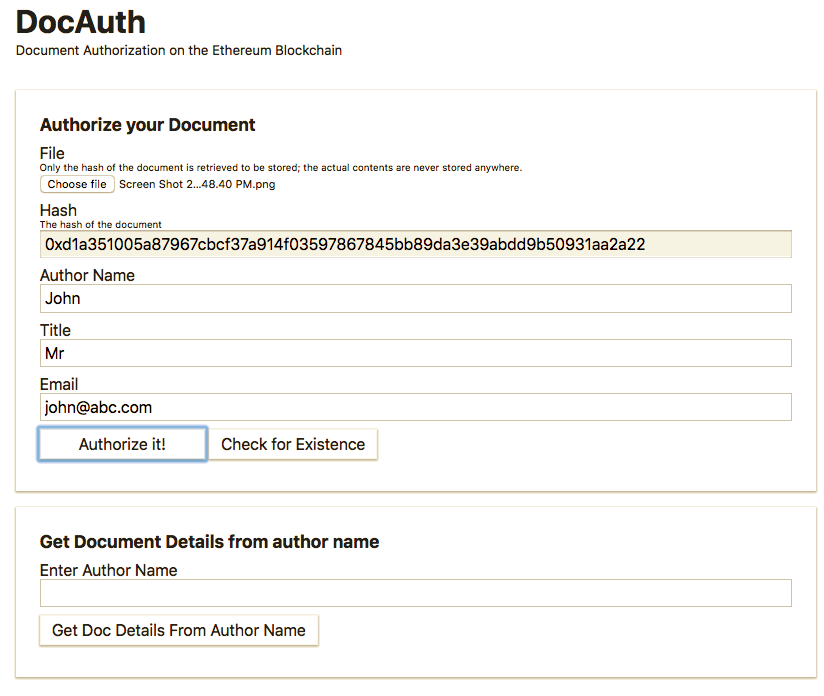 DocAuth
Document Authorization on the Ethereum Blockchain
Authorize your Document
File
Only the hash of the document is retrieved to be stored; the actual contents are never stored anywhere.
Choose file Screen Shot 2...48.40 PM.png
Hash
The hash of the document
0xd1a351005a87967cbcf37a914f03597867845bb89da3e39abdd9b50931aa2a22
Author Name
John
Title
Mr
Email
john@abc.com
Authorize it! Check for Existence
Get Document Details from author name
Enter Author Name
Get Doc Details From Author Name